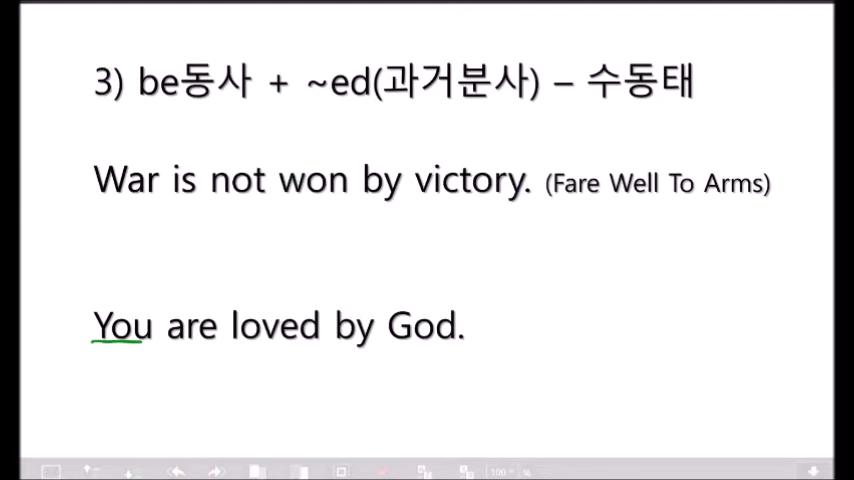 3) be동사 + ~ed(과거분사) – 수동태
War is not won by victory. (Fare Well To Arms)
You are loved by God.
100 %